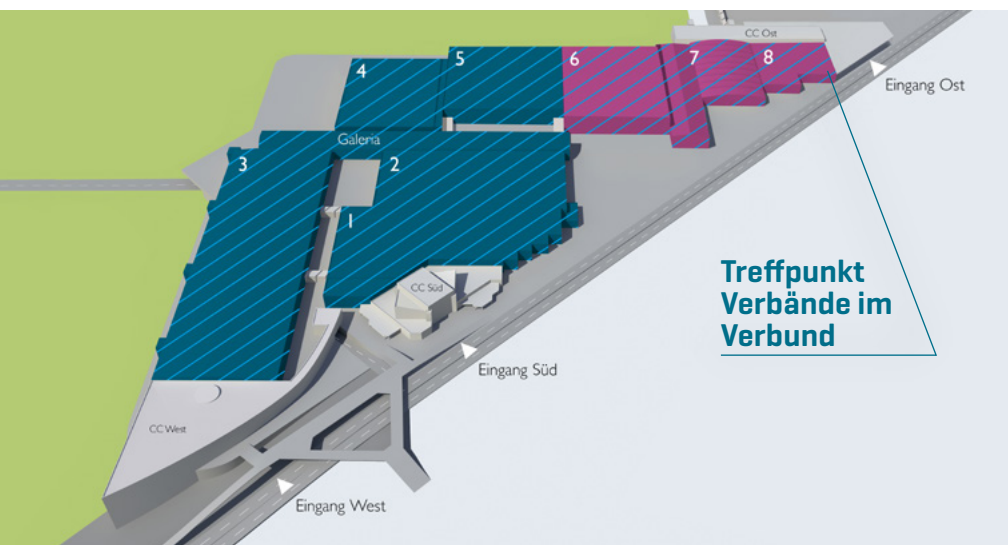 CC Ost
4
5
6
7
8
Eingang Ost
Galeria
3
2
1
CC Süd
Treffpunkt
Verbände im
Verbund
Eingang Süd
CC West
Eingang West